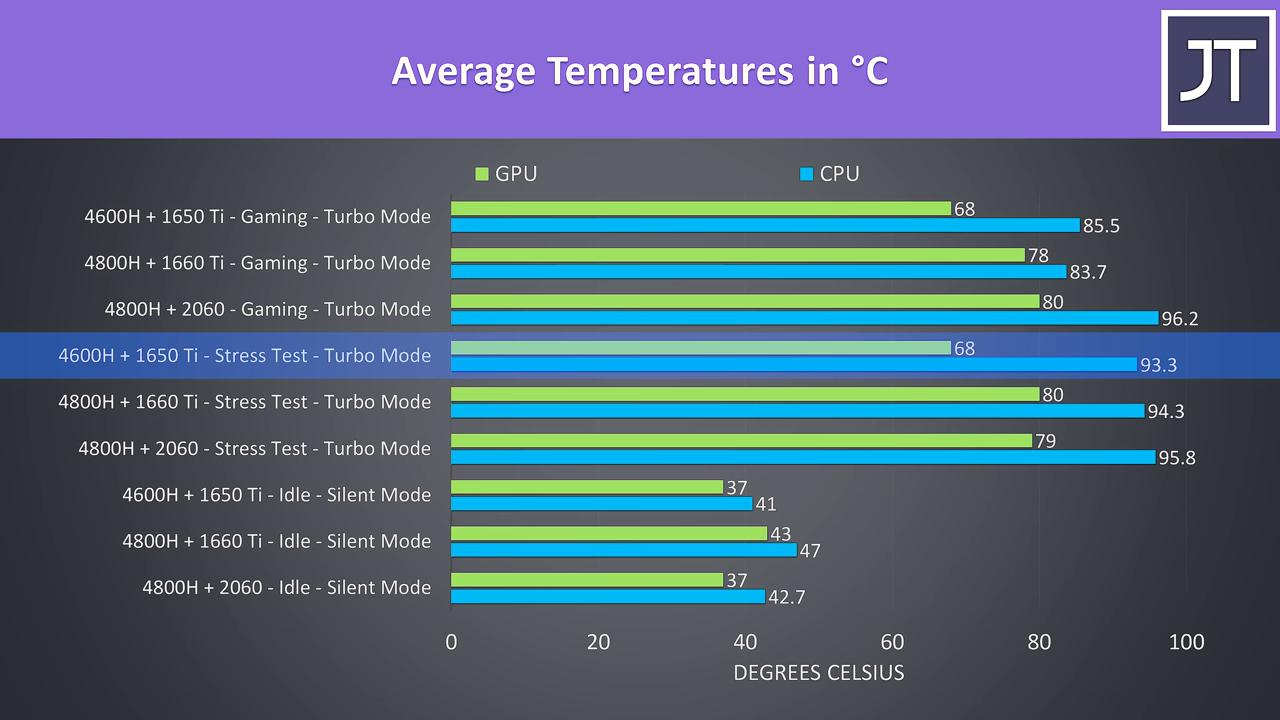 Average Temperatures in °C
JT
GPU
CPU
4600H + 1650 Ti - Gaming - Turbo Mode
68
85.5
4800H + 1660 Ti - Gaming - Turbo Mode
78
83.7
4800H + 2060 - Gaming - Turbo Mode
80
96.2
4600H + 1650 Ti - Stress Test - Turbo Mode
68
93.3
4800H + 1660 Ti - Stress Test - Turbo Mode
80
94.3
4800H + 2060 - Stress Test - Turbo Mode
79
95.8
4600H + 1650 Ti - Idle - Silent Mode
37
41
4800H + 1660 Ti - Idle - Silent Mode
43
47
4800H + 2060 - Idle - Silent Mode
37
42.7
0 20 40 60 80 100
DEGREES CELSIUS